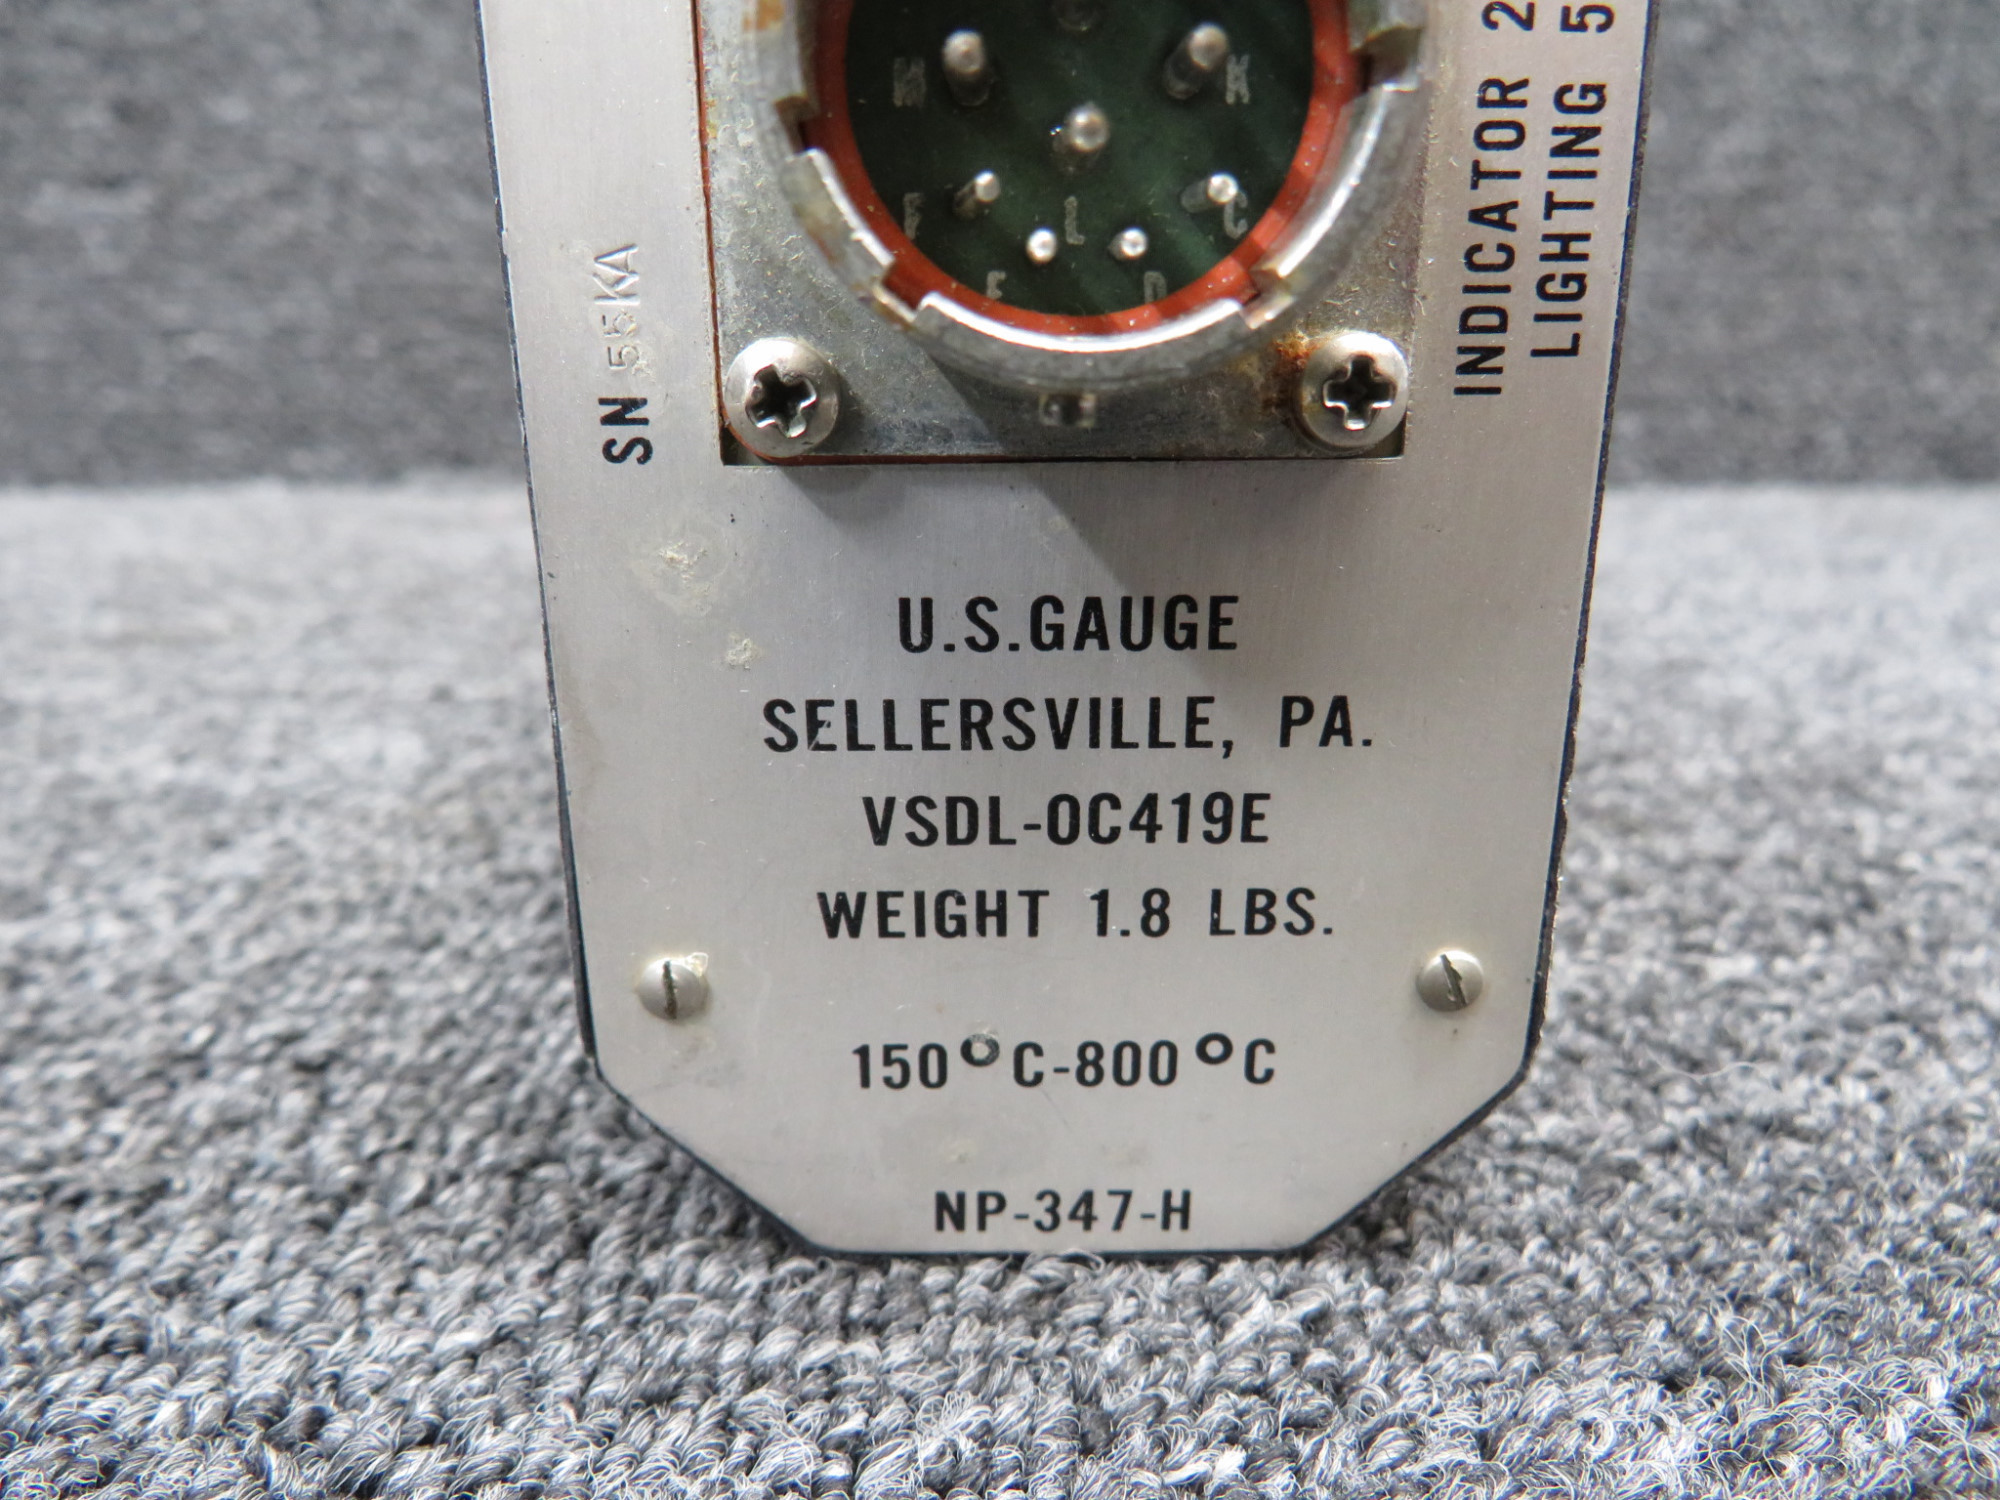 M K
F L C
E D
INDICATOR 2
LIGHTING 5
SN 55KA
U.S.GAUGE
SELLERSVILLE, PA.
VSDL-OC419E
WEIGHT 1.8 LBS.
150°C-800°C
NP-347-H